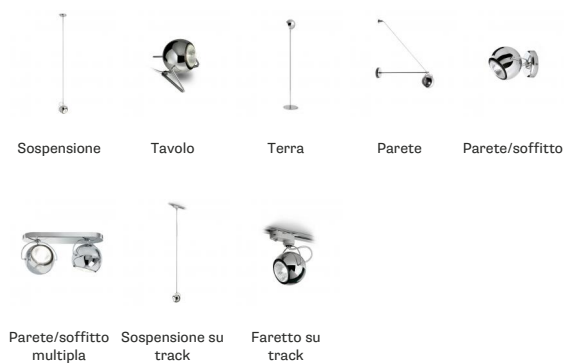 Sospensione
Tavolo
Terra
Parete
Parete/soffitto
Parete/soffitto
multipla
Sospensione su
track
Faretto su
track